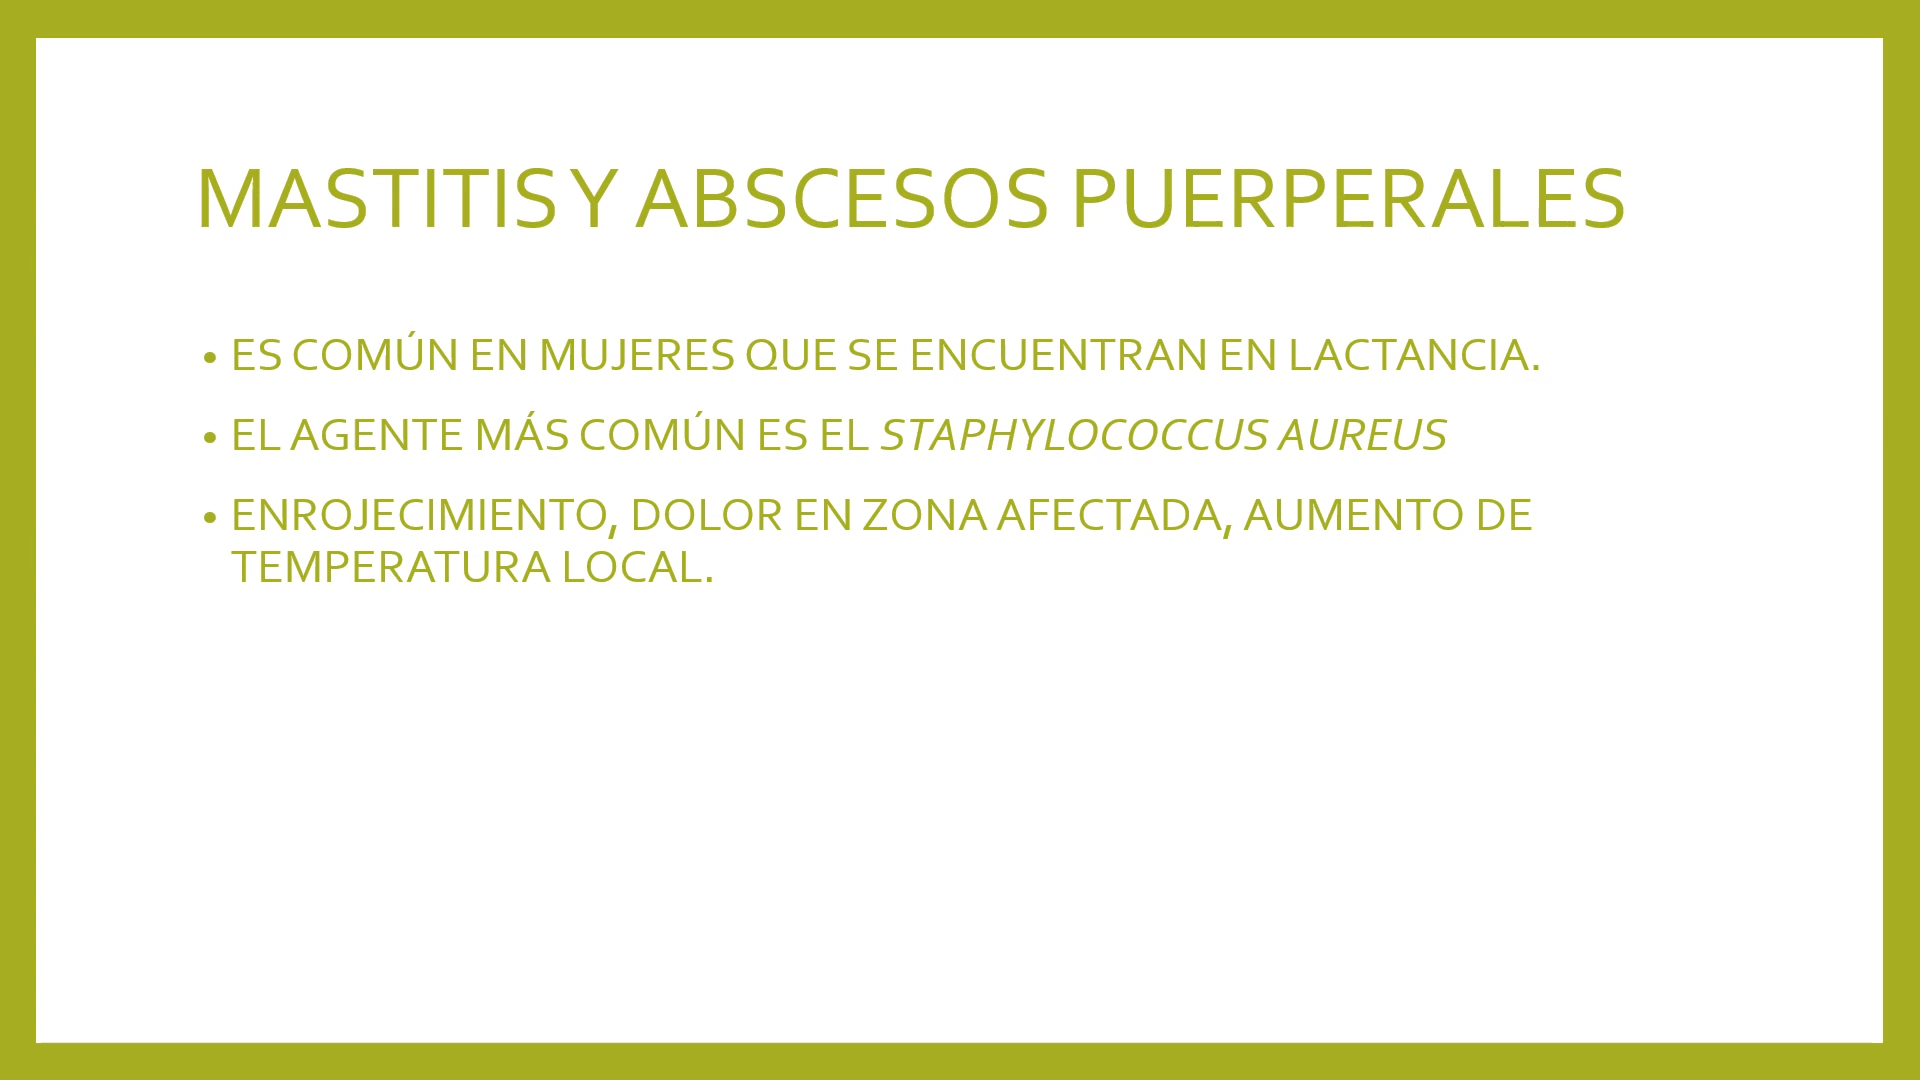 MASTITIS Y ABSCESOS PUERPERALES
• ES COMÚN EN MUJERES QUE SE ENCUENTRAN EN LACTANCIA.
• EL AGENTE MÁS COMÚN ES EL STAPHYLOCOCCUS AUREUS
• ENROJECIMIENTO, DOLOR EN ZONA AFECTADA, AUMENTO DE
TEMPERATURA LOCAL.